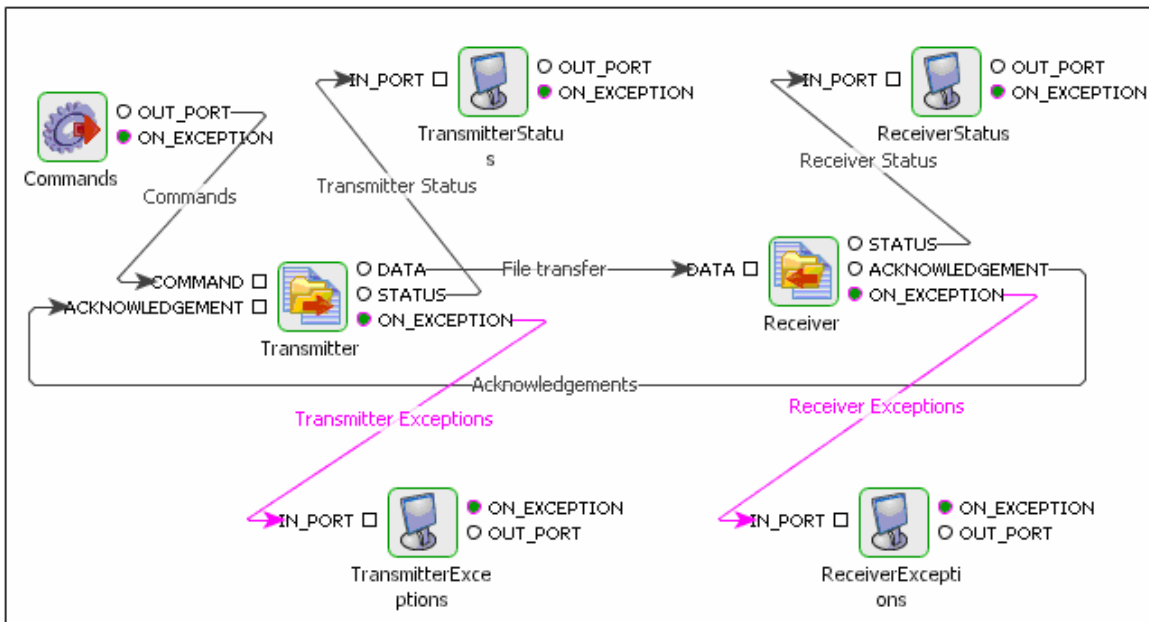 IN_PORT
OUT_PORT
ON_EXCEPTION
TransmitterStatu
s
IN_PORT
OUT_PORT
ON_EXCEPTION
ReceiverStatus
OUT_PORT
ON_EXCEPTION
Commands
Commands
Transmitter Status
Receiver Status
COMMAND
ACKNOWLEDGEMENT
DATA
STATUS
ON_EXCEPTION
Transmitter
File transfer
DATA
STATUS
ACKNOWLEDGEMENT
ON_EXCEPTION
Receiver
Acknowledgements
Transmitter Exceptions
Receiver Exceptions
IN_PORT
ON_EXCEPTION
OUT_PORT
TransmitterExce
ptions
IN_PORT
ON_EXCEPTION
OUT_PORT
ReceiverExcepti
ons